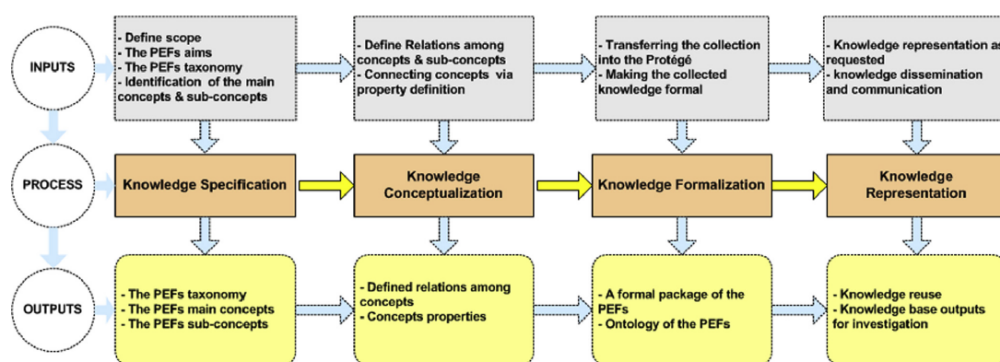 INPUTS
- Define scope
- The PEFs aims
- The PEFs taxonomy
- Identification of the main
concepts & sub-concepts
- Define Relations among
concepts & sub-concepts
- Connecting concepts via
property definition
- Transferring the collection
into the Protégé
- Making the collected
knowledge formal
- Knowledge representation as
requested
- knowledge dissemination
and communication
PROCESS
Knowledge Specification
Knowledge
Conceptualization
Knowledge Formalization
Knowledge
Representation
OUTPUTS
- The PEFs taxonomy
- The PEFs main concepts
- The PEFs sub-concepts
- Defined relations among
concepts
- Concepts properties
- A formal package of the
PEFs
- Ontology of the PEFs
- Knowledge reuse
- Knowledge base outputs
for investigation